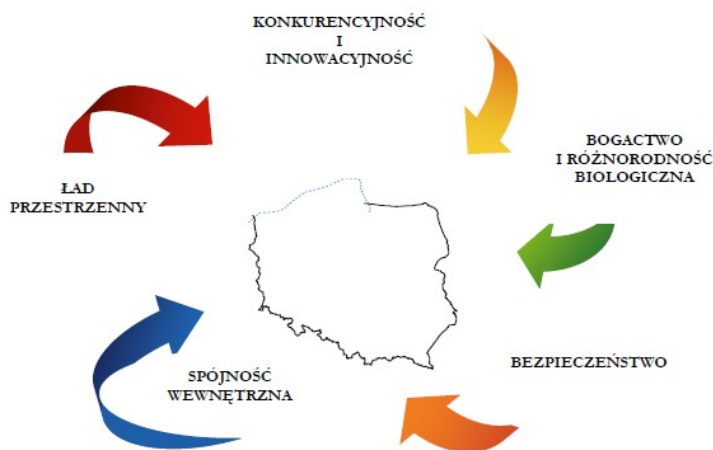 KONKURENCYJNOŚĆ
I
INNOWACYJNOŚĆ
BOGACTWO
I RÓŻNORODNOŚĆ
BIOLOGICZNA
ŁAD
PRZESTRZENNY
BEZPIECZEŃSTWO
SPÓJNOŚĆ
WEWNĘTRZNA